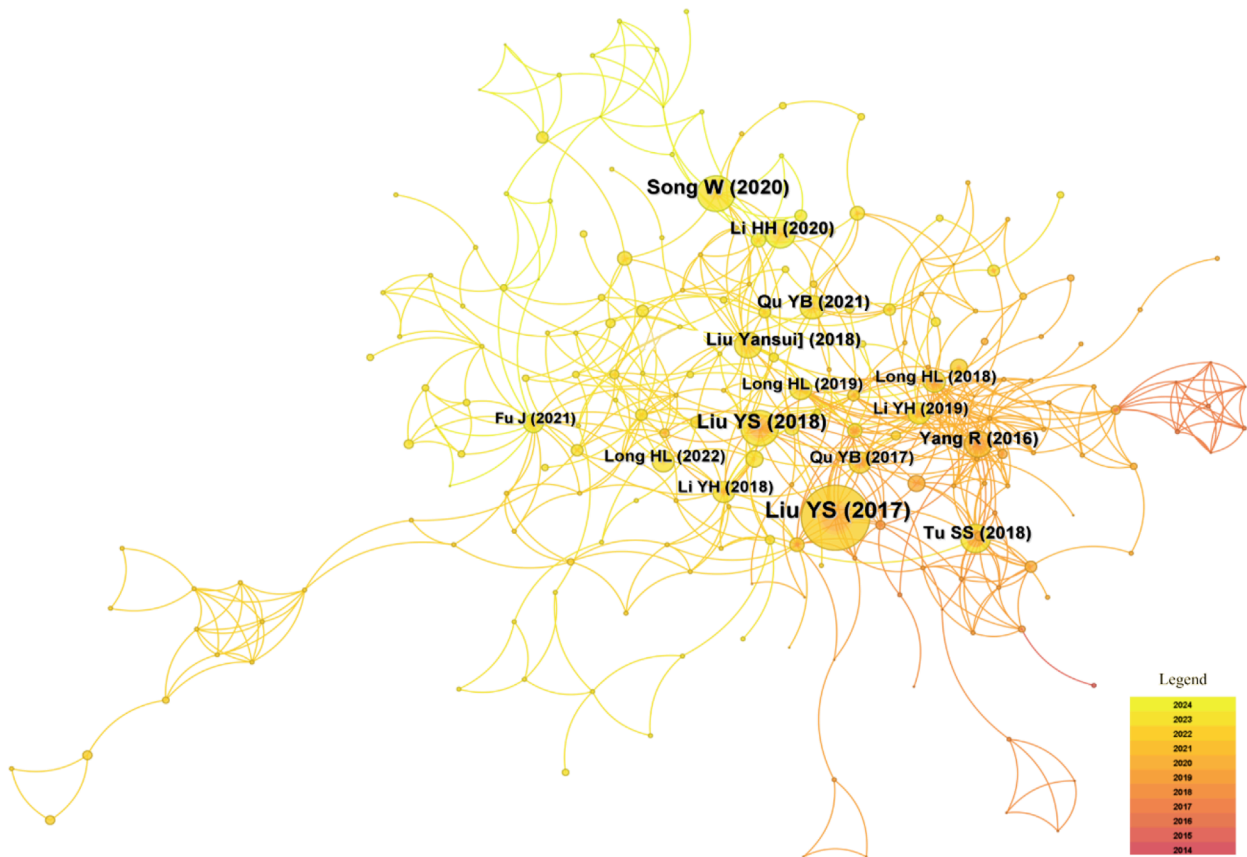 Song W (2020)
Li HH (2020)
Qu YB (2021)
Liu Yansui] (2018)
Long HL (2019)
Long HL (2018)
Li YH (2019)
Fu J (2021)
Liu YS (2018)
Yang R (2016)
Long HL (2022)
Qu YB (2017)
Li YH (2018)
Liu YS (2017)
Tu SS (2018)
Legend
2024
2023
2022
2021
2020
2019
2018
2017
2016
2015
2014